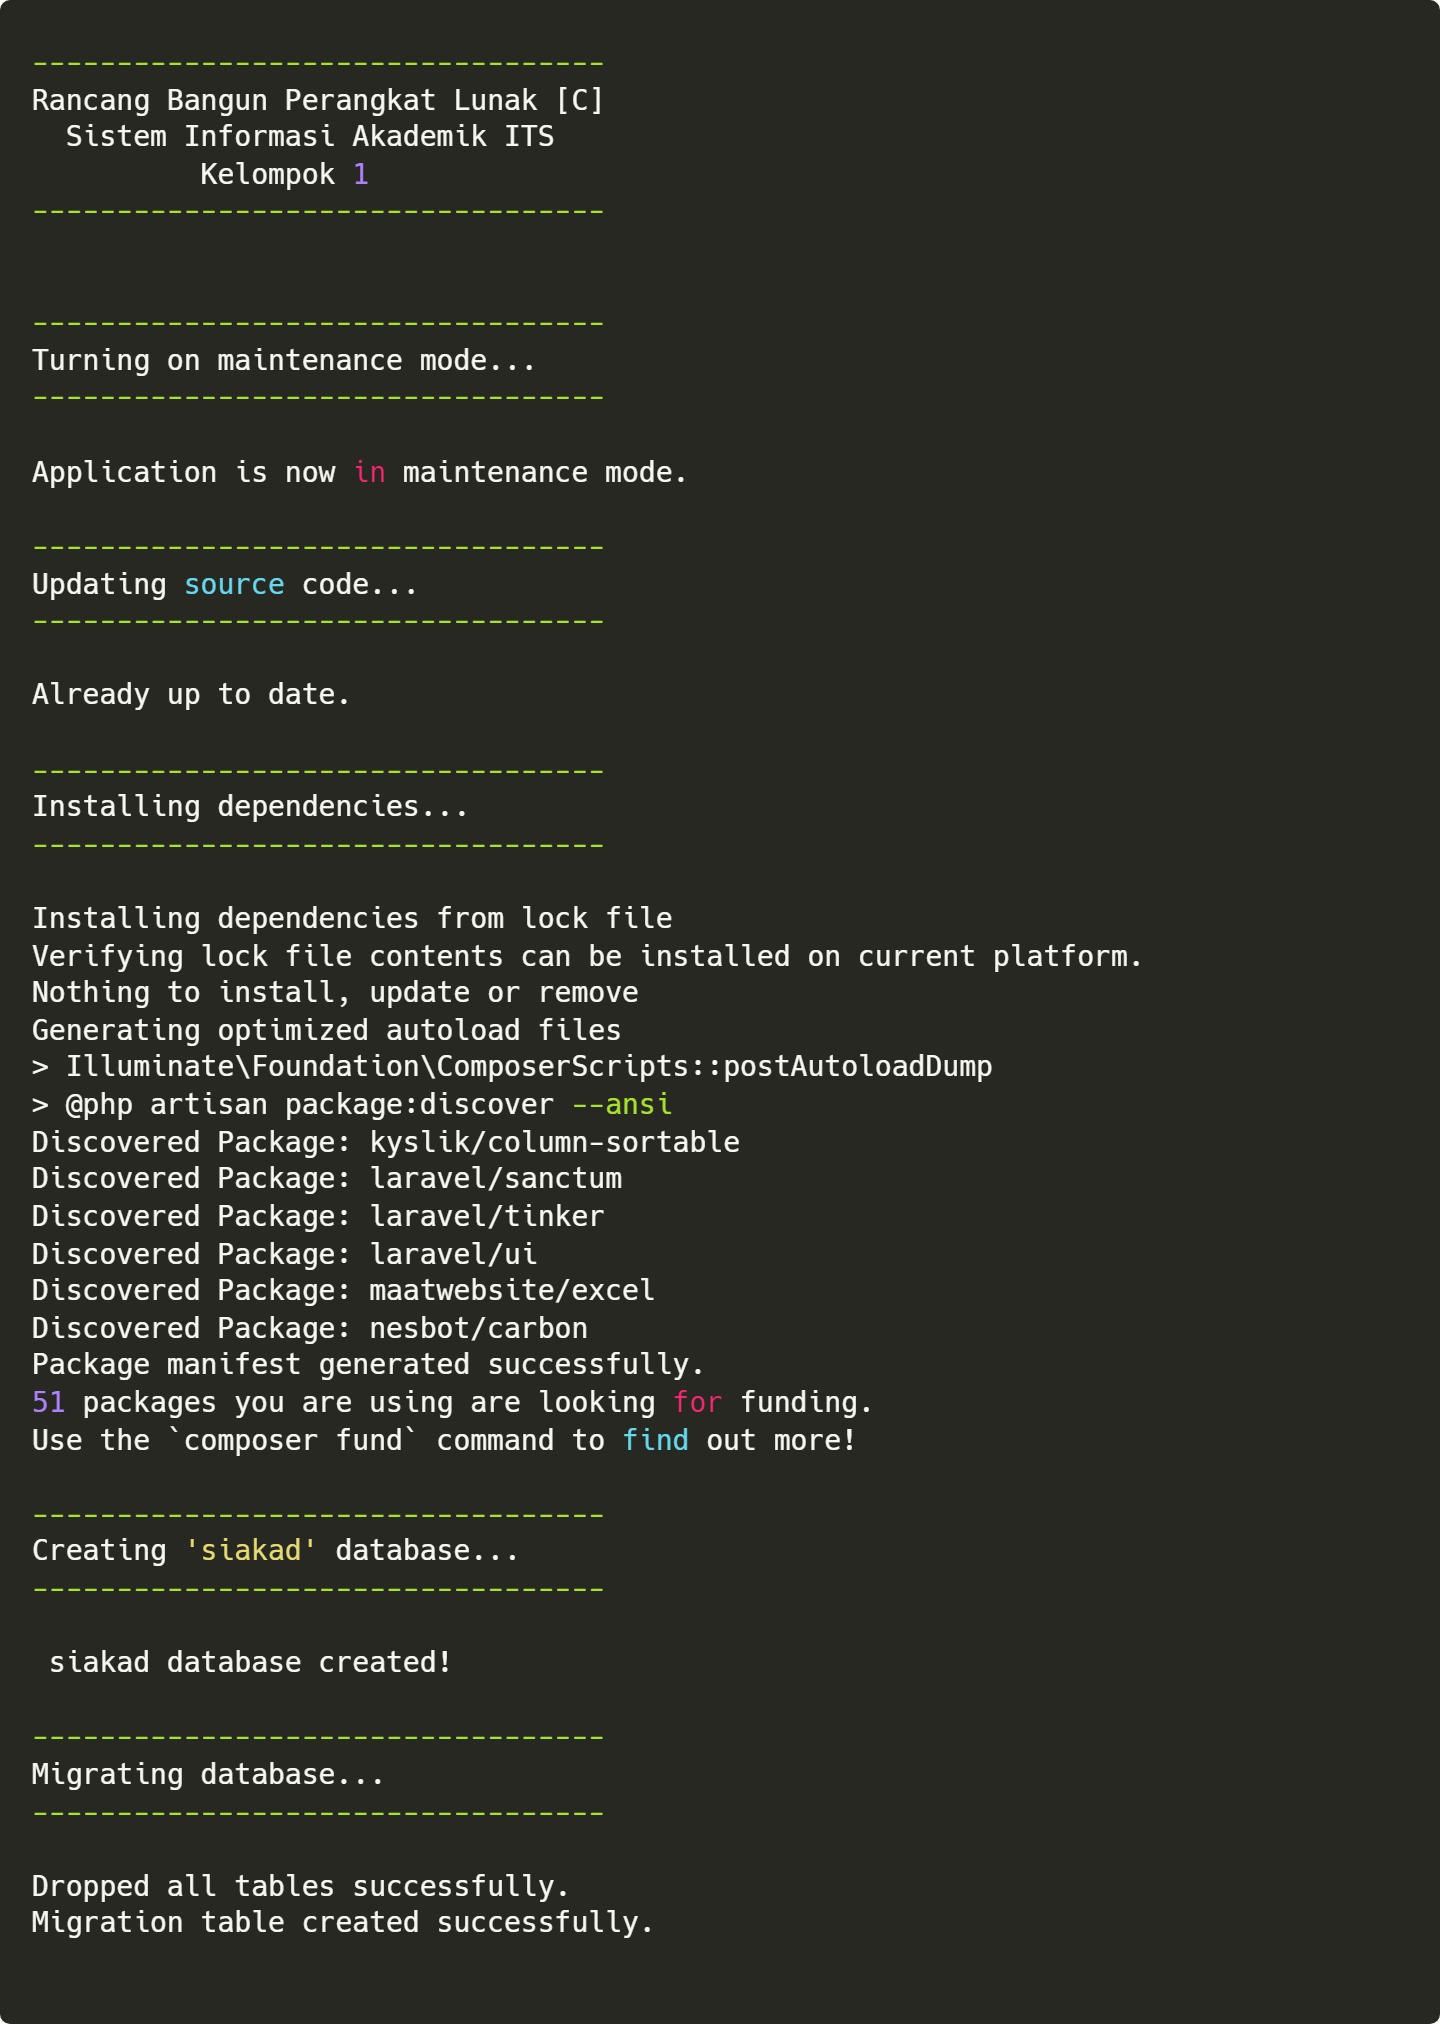 ----------------------------------
Rancang Bangun Perangkat Lunak [C]
  Sistem Informasi Akademik ITS
          Kelompok 1
----------------------------------
----------------------------------
Turning on maintenance mode...
----------------------------------
Application is now in maintenance mode.
----------------------------------
Updating source code...
----------------------------------
Already up to date.
----------------------------------
Installing dependencies...
----------------------------------
Installing dependencies from lock file
Verifying lock file contents can be installed on current platform.
Nothing to install, update or remove
Generating optimized autoload files
> Illuminate\Foundation\ComposerScripts::postAutoloadDump
> @php artisan package:discover --ansi
Discovered Package: kyslik/column-sortable
Discovered Package: laravel/sanctum
Discovered Package: laravel/tinker
Discovered Package: laravel/ui
Discovered Package: maatwebsite/excel
Discovered Package: nesbot/carbon
Package manifest generated successfully.
51 packages you are using are looking for funding.
Use the `composer fund` command to find out more!
----------------------------------
Creating 'siakad' database...
----------------------------------
 siakad database created!
----------------------------------
Migrating database...
----------------------------------
Dropped all tables successfully.
Migration table created successfully.